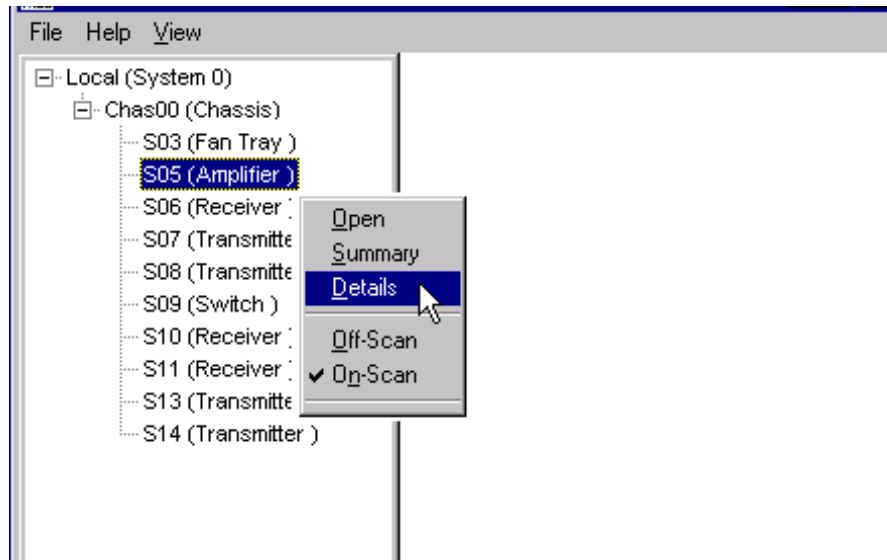 File Help View
Local (System 0)
Chas00 (Chassis)
S03 (Fan Tray )
S05 (Amplifier )
S06 (Receiver
S07 (Transmitte
S08 (Transmitte
S09 (Switch )
S10 (Receiver
S11 (Receiver
S13 (Transmitte
S14 (Transmitter )
Open
Summary
Details
Off-Scan
On-Scan